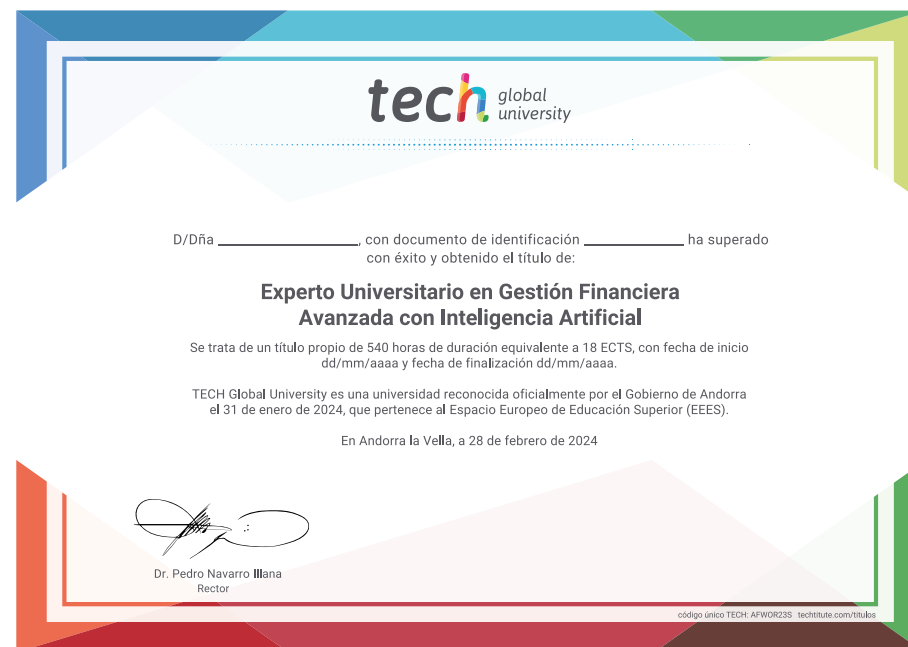 tech global university
D/Dña ____________________, con documento de identificación ______________ ha superado
con éxito y obtenido el título de:
Experto Universitario en Gestión Financiera
Avanzada con Inteligencia Artificial
Se trata de un título propio de 540 horas de duración equivalente a 18 ECTS, con fecha de inicio
dd/mm/aaaa y fecha de finalización dd/mm/aaaa.
TECH Global University es una universidad reconocida oficialmente por el Gobierno de Andorra
el 31 de enero de 2024, que pertenece al Espacio Europeo de Educación Superior (EEES).
En Andorra la Vella, a 28 de febrero de 2024
Dr. Pedro Navarro Illana
Rector
código único TECH: AFWOR23S techtitute.com/titulos